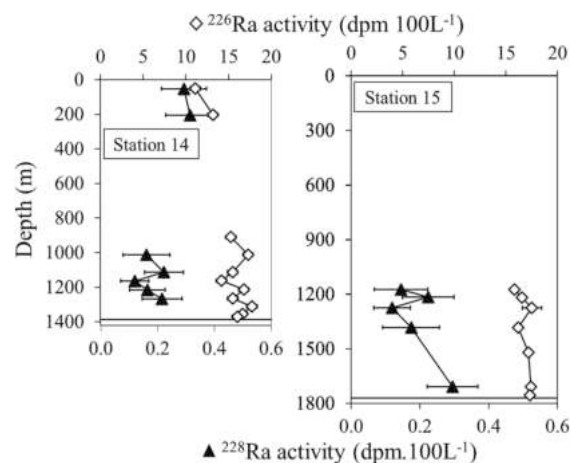 ◇ ²²⁶Ra activity (dpm 100L⁻¹)
0 5 10 15 20
0 5 10 15 20
Depth (m)
0
200
400
600
800
1000
1200
1400
Station 14
0
300
600
900
1200
1500
1800
Station 15
0.0 0.2 0.4 0.6
0.0 0.2 0.4 0.6
▲ ²²⁸Ra activity (dpm.100L⁻¹)